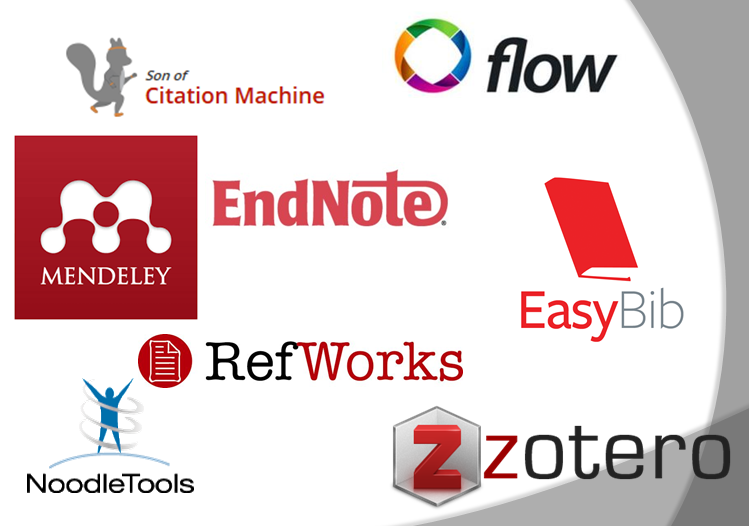 Son of
Citation Machine
flow
MENDELEY
EndNote®
EasyBib
RefWorks
NoodleTools
Z zotero